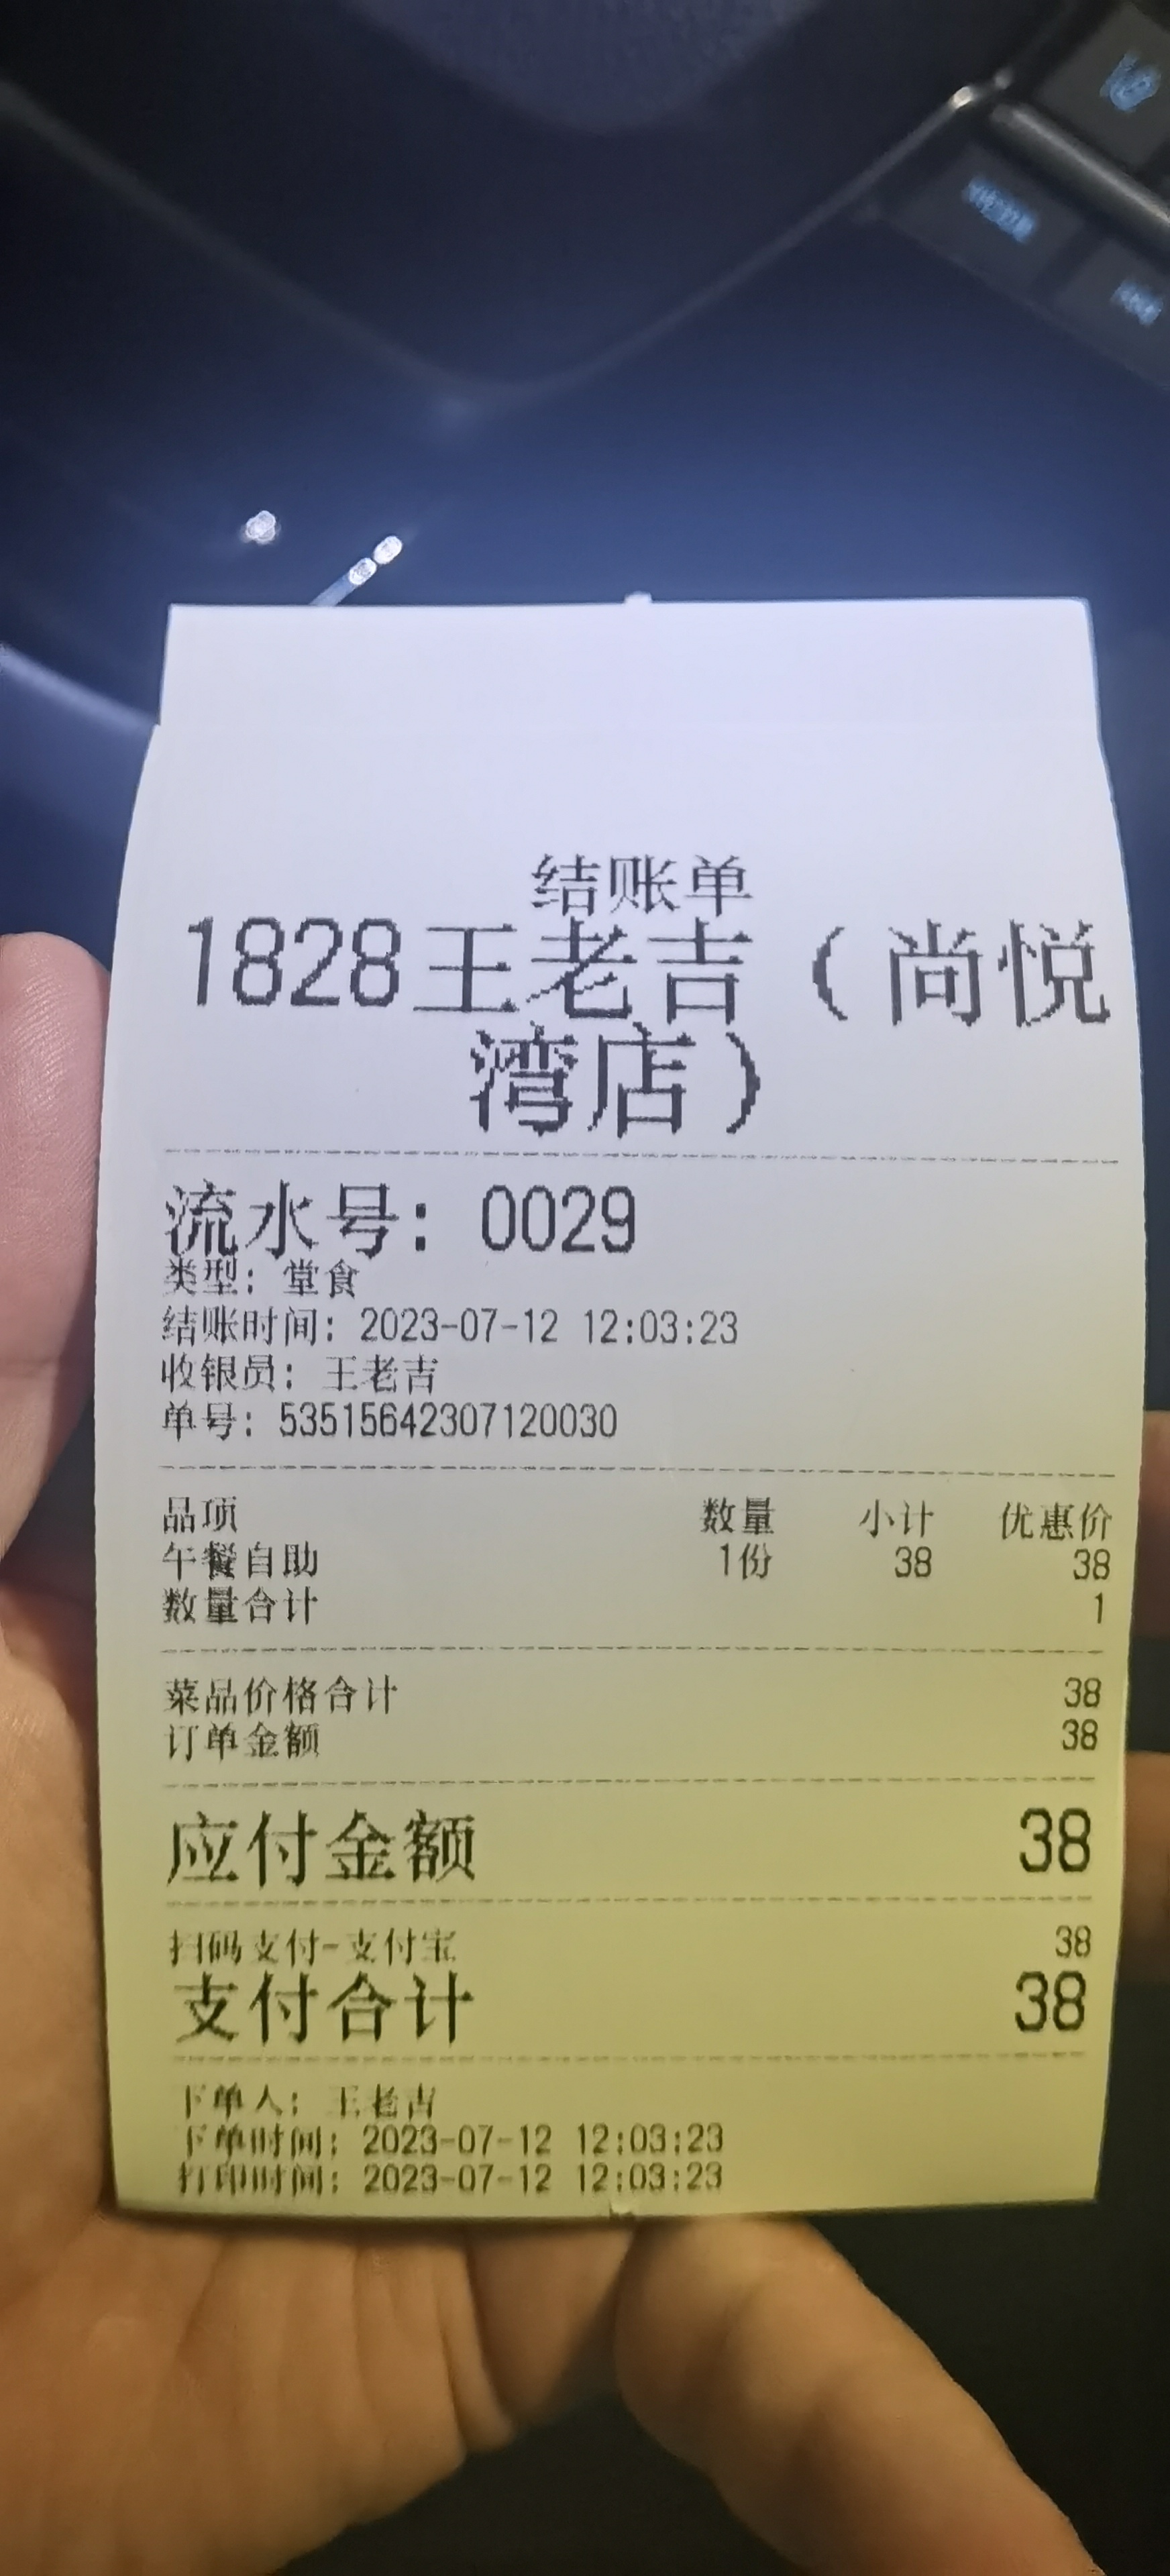 结账单
1828王老吉（尚悦
湾店）
流水号: 0029
类型: 堂食
结账时间: 2023-07-12 12:03:23
收银员: 王老吉
单号: 535156423071200​30
品项 数量 小计 优惠价
午餐自助 1份 38 38
数量合计 1
菜品价格合计 38
订单金额 38
应付金额 38
扫码支付-支付宝 38
支付合计 38
下单人: 王老吉
下单时间: 2023-07-12 12:03:23
打印时间: 2023-07-12 12:03:23